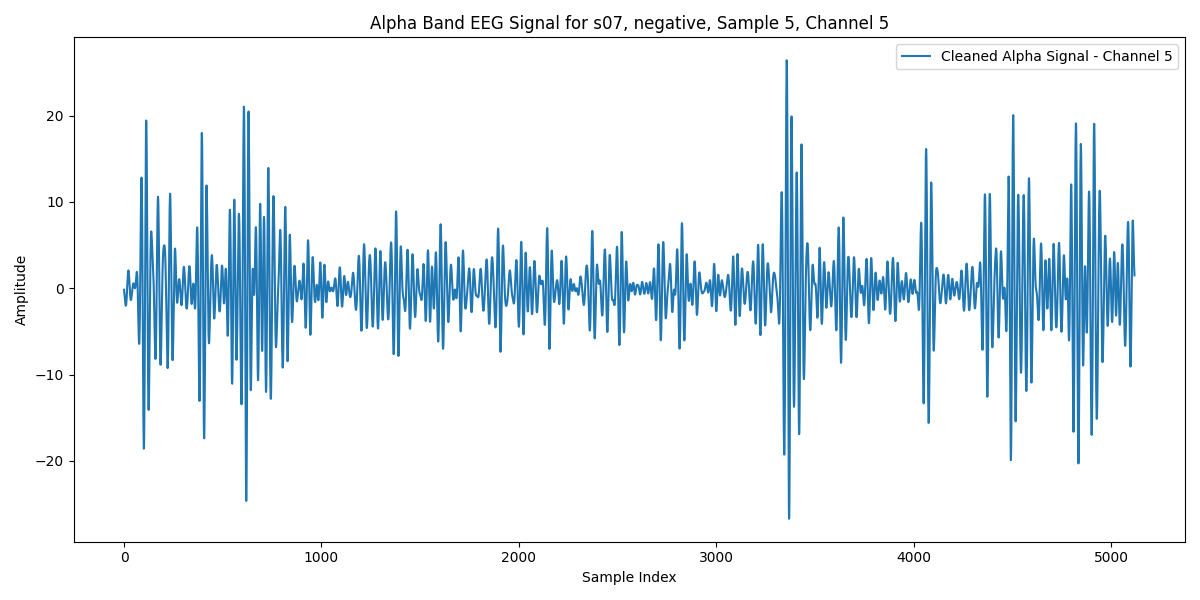 Alpha Band EEG Signal for s07, negative, Sample 5, Channel 5
Cleaned Alpha Signal - Channel 5
Amplitude
20
10
0
−10
−20
0 1000 2000 3000 4000 5000
Sample Index